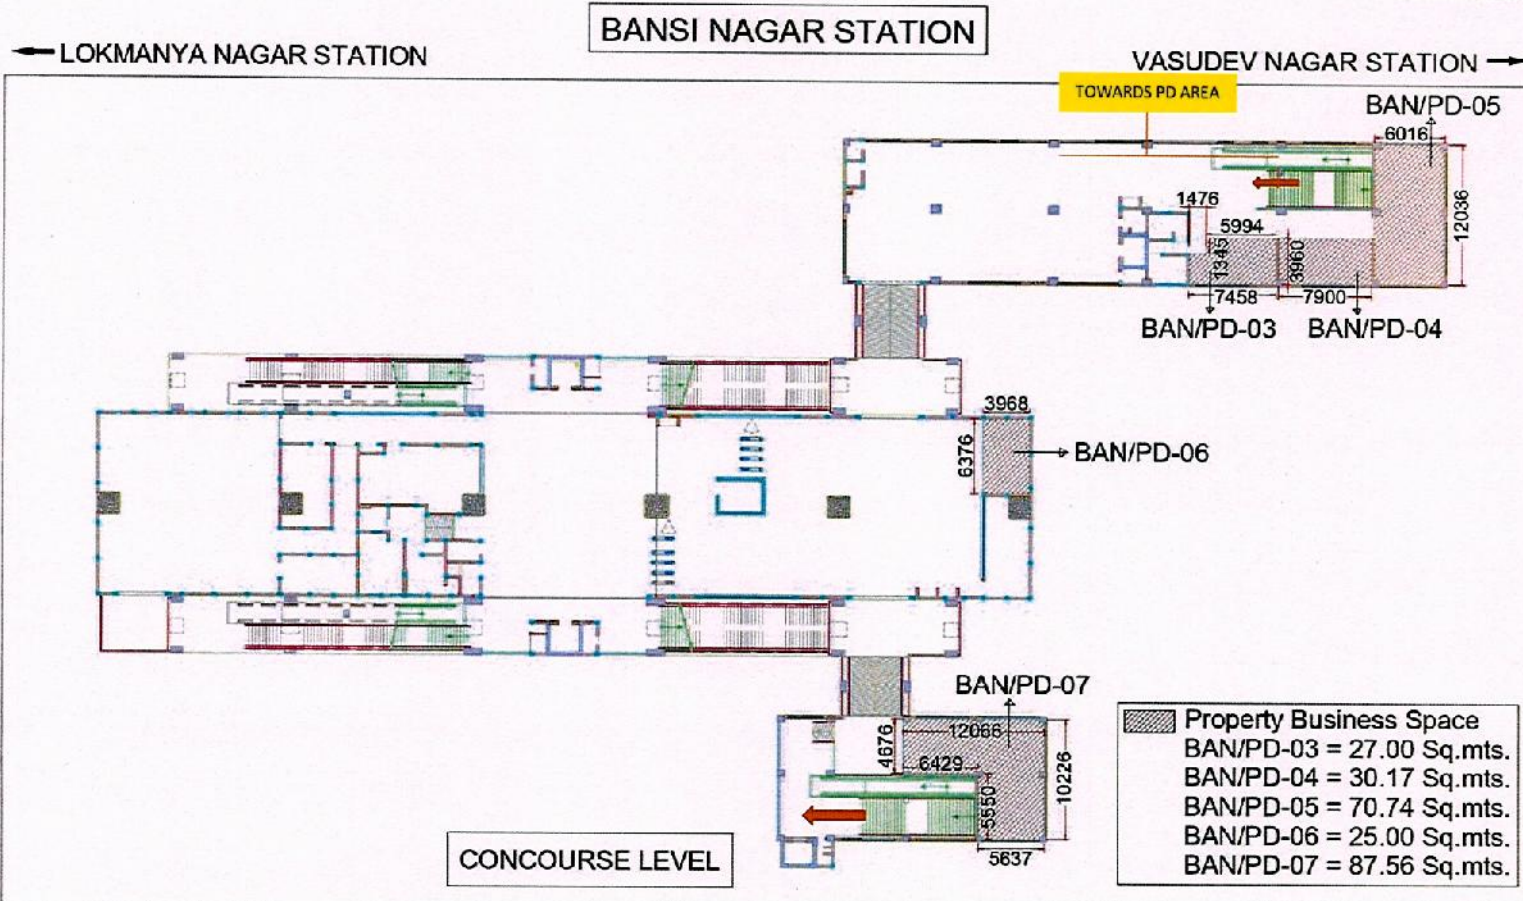 BANSI NAGAR STATION
LOKMANYA NAGAR STATION
VASUDEV NAGAR STATION
TOWARDS PD AREA
BAN/PD-05
6016
1476
5994
12036
1345
3960
7458
7900
BAN/PD-03
BAN/PD-04
3968
6376
BAN/PD-06
BAN/PD-07
4676
12066
6429
10226
5550
5637
CONCOURSE LEVEL
Property Business Space
BAN/PD-03 = 27.00 Sq.mts.
BAN/PD-04 = 30.17 Sq.mts.
BAN/PD-05 = 70.74 Sq.mts.
BAN/PD-06 = 25.00 Sq.mts.
BAN/PD-07 = 87.56 Sq.mts.